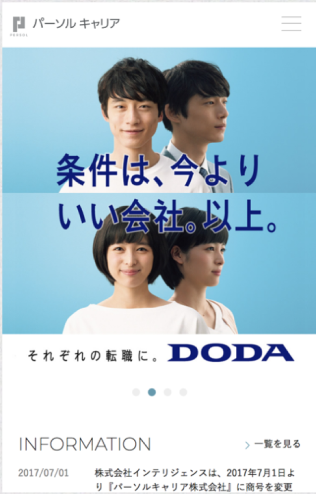 パーソル キャリア
PERSOL
条件は、今より
いい会社。以上。
それぞれの転職に。 DODA
INFORMATION
一覧を見る
2017/07/01
株式会社インテリジェンスは、2017年7月1日よ
り『パーソルキャリア株式会社』に商号を変更